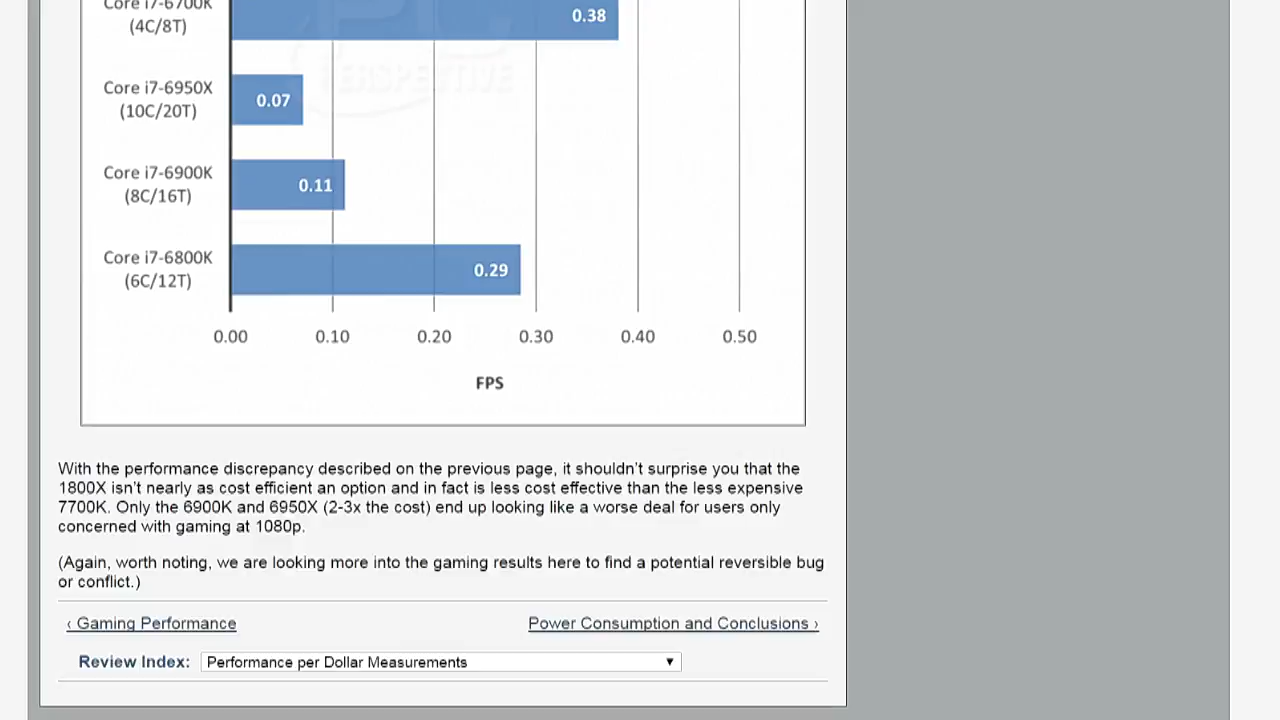 Core i7-6700K
(4C/8T)
0.38
PERSPECTIVE
Core i7-6950X
(10C/20T)
0.07
Core i7-6900K
(8C/16T)
0.11
Core i7-6800K
(6C/12T)
0.29
0.00 0.10 0.20 0.30 0.40 0.50
FPS
With the performance discrepancy described on the previous page, it shouldn't surprise you that the
1800X isn't nearly as cost efficient an option and in fact is less cost effective than the less expensive
7700K. Only the 6900K and 6950X (2-3x the cost) end up looking like a worse deal for users only
concerned with gaming at 1080p.
(Again, worth noting, we are looking more into the gaming results here to find a potential reversible bug
or conflict.)
‹ Gaming Performance Power Consumption and Conclusions ›
Review Index: Performance per Dollar Measurements